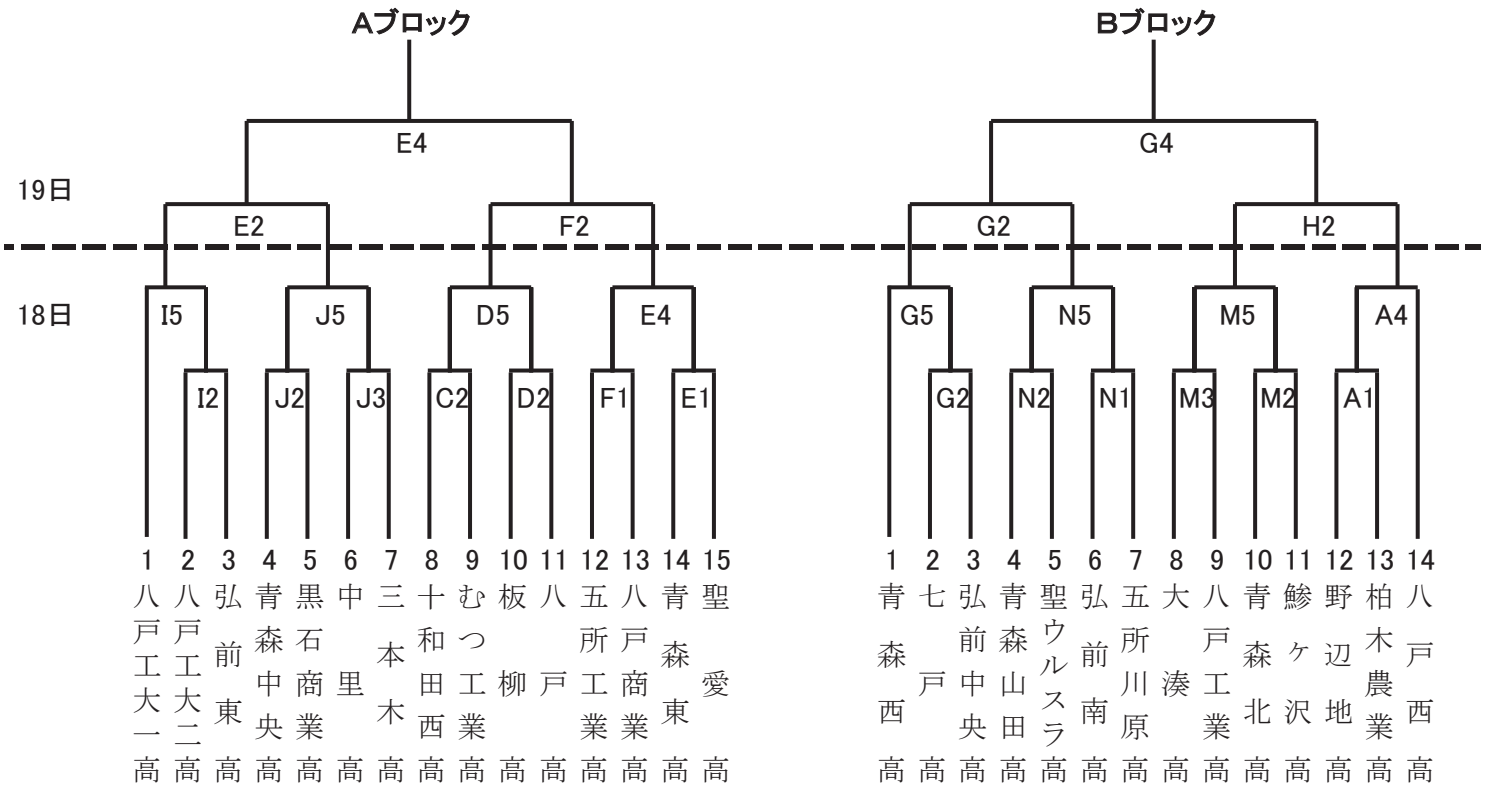 Aブロック Bブロック
E4 G4
19日
E2 F2 G2 H2
18日 I5 J5 D5 E4 G5 N5 M5 A4
I2 J2 J3 C2 D2 F1 E1 G2 N2 N1 M3 M2 A1
1 2 3 4 5 6 7 8 9 10 11 12 13 14 15 1 2 3 4 5 6 7 8 9 10 11 12 13 14
八戸工大一高
八戸工大二高
弘前東高
青森中央高
黒石商業高
中里高
三本木高
十和田西高
むつ工業高
板柳高
八戸高
五所工業高
八戸商業高
青森東高
聖愛高
青森西高
七戸高
弘前中央高
青森山田高
聖ウルスラ高
弘前南高
五所川原高
大湊高
八戸工業高
青森北高
鰺ヶ沢高
野辺地高
柏木農業高
八戸西高